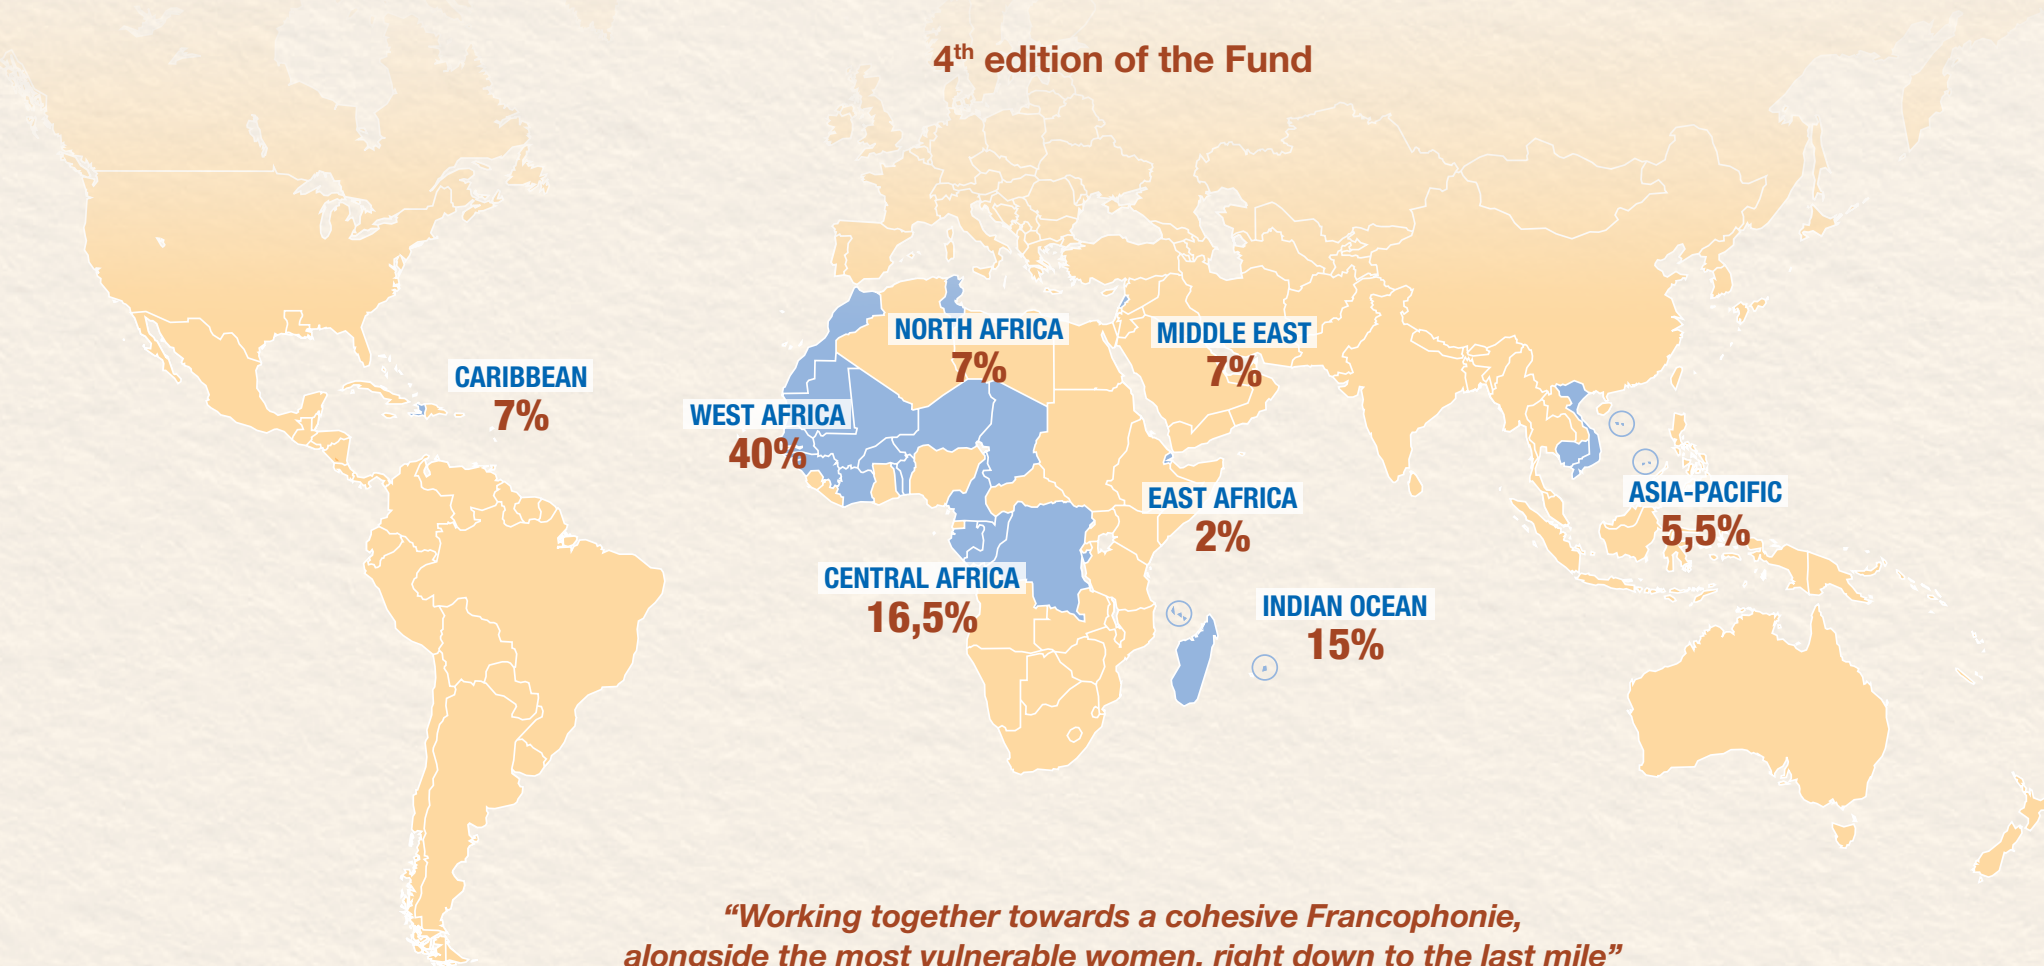 4th edition of the Fund
NORTH AFRICA
7%
MIDDLE EAST
7%
CARIBBEAN
7%
WEST AFRICA
40%
EAST AFRICA
2%
ASIA-PACIFIC
5,5%
CENTRAL AFRICA
16,5%
INDIAN OCEAN
15%
“Working together towards a cohesive Francophonie,
alongside the most vulnerable women, right down to the last mile”